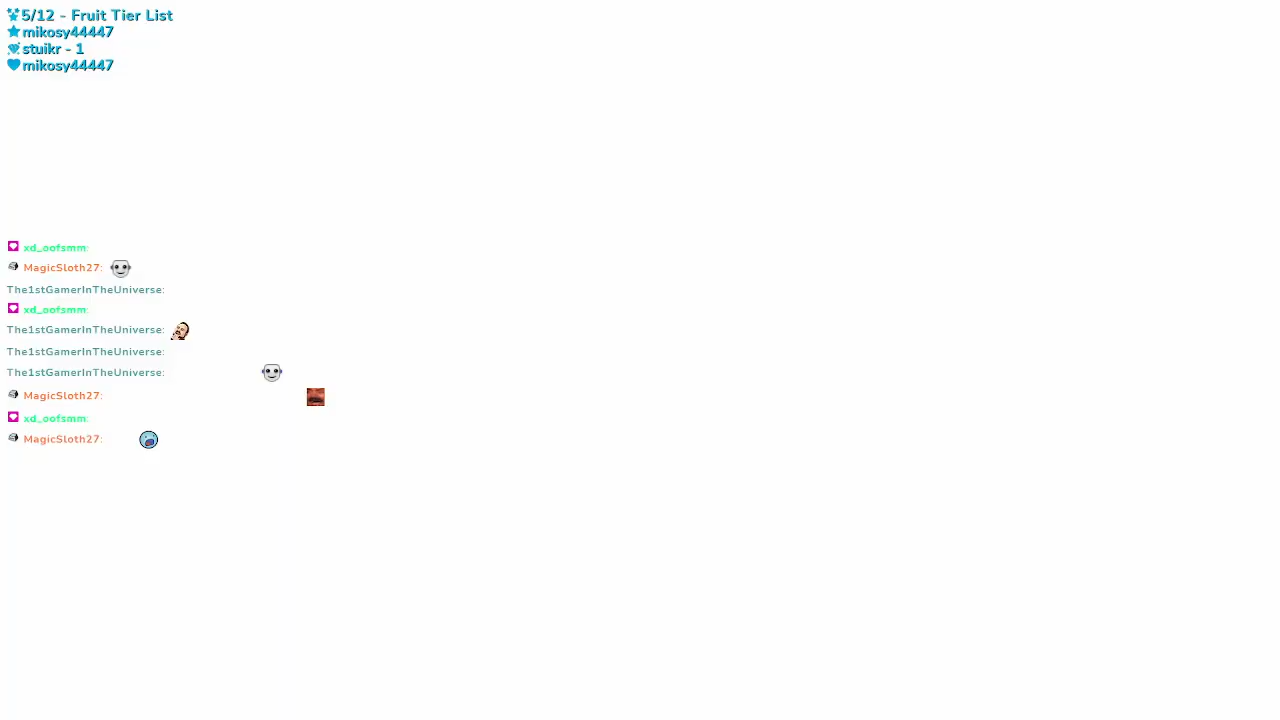 5/12 - Fruit Tier List
mikosy44447
stuikr - 1
mikosy44447
xd_oofsmm:
MagicSloth27:
The1stGamerInTheUniverse:
xd_oofsmm:
The1stGamerInTheUniverse:
The1stGamerInTheUniverse:
The1stGamerInTheUniverse:
MagicSloth27:
xd_oofsmm:
MagicSloth27: